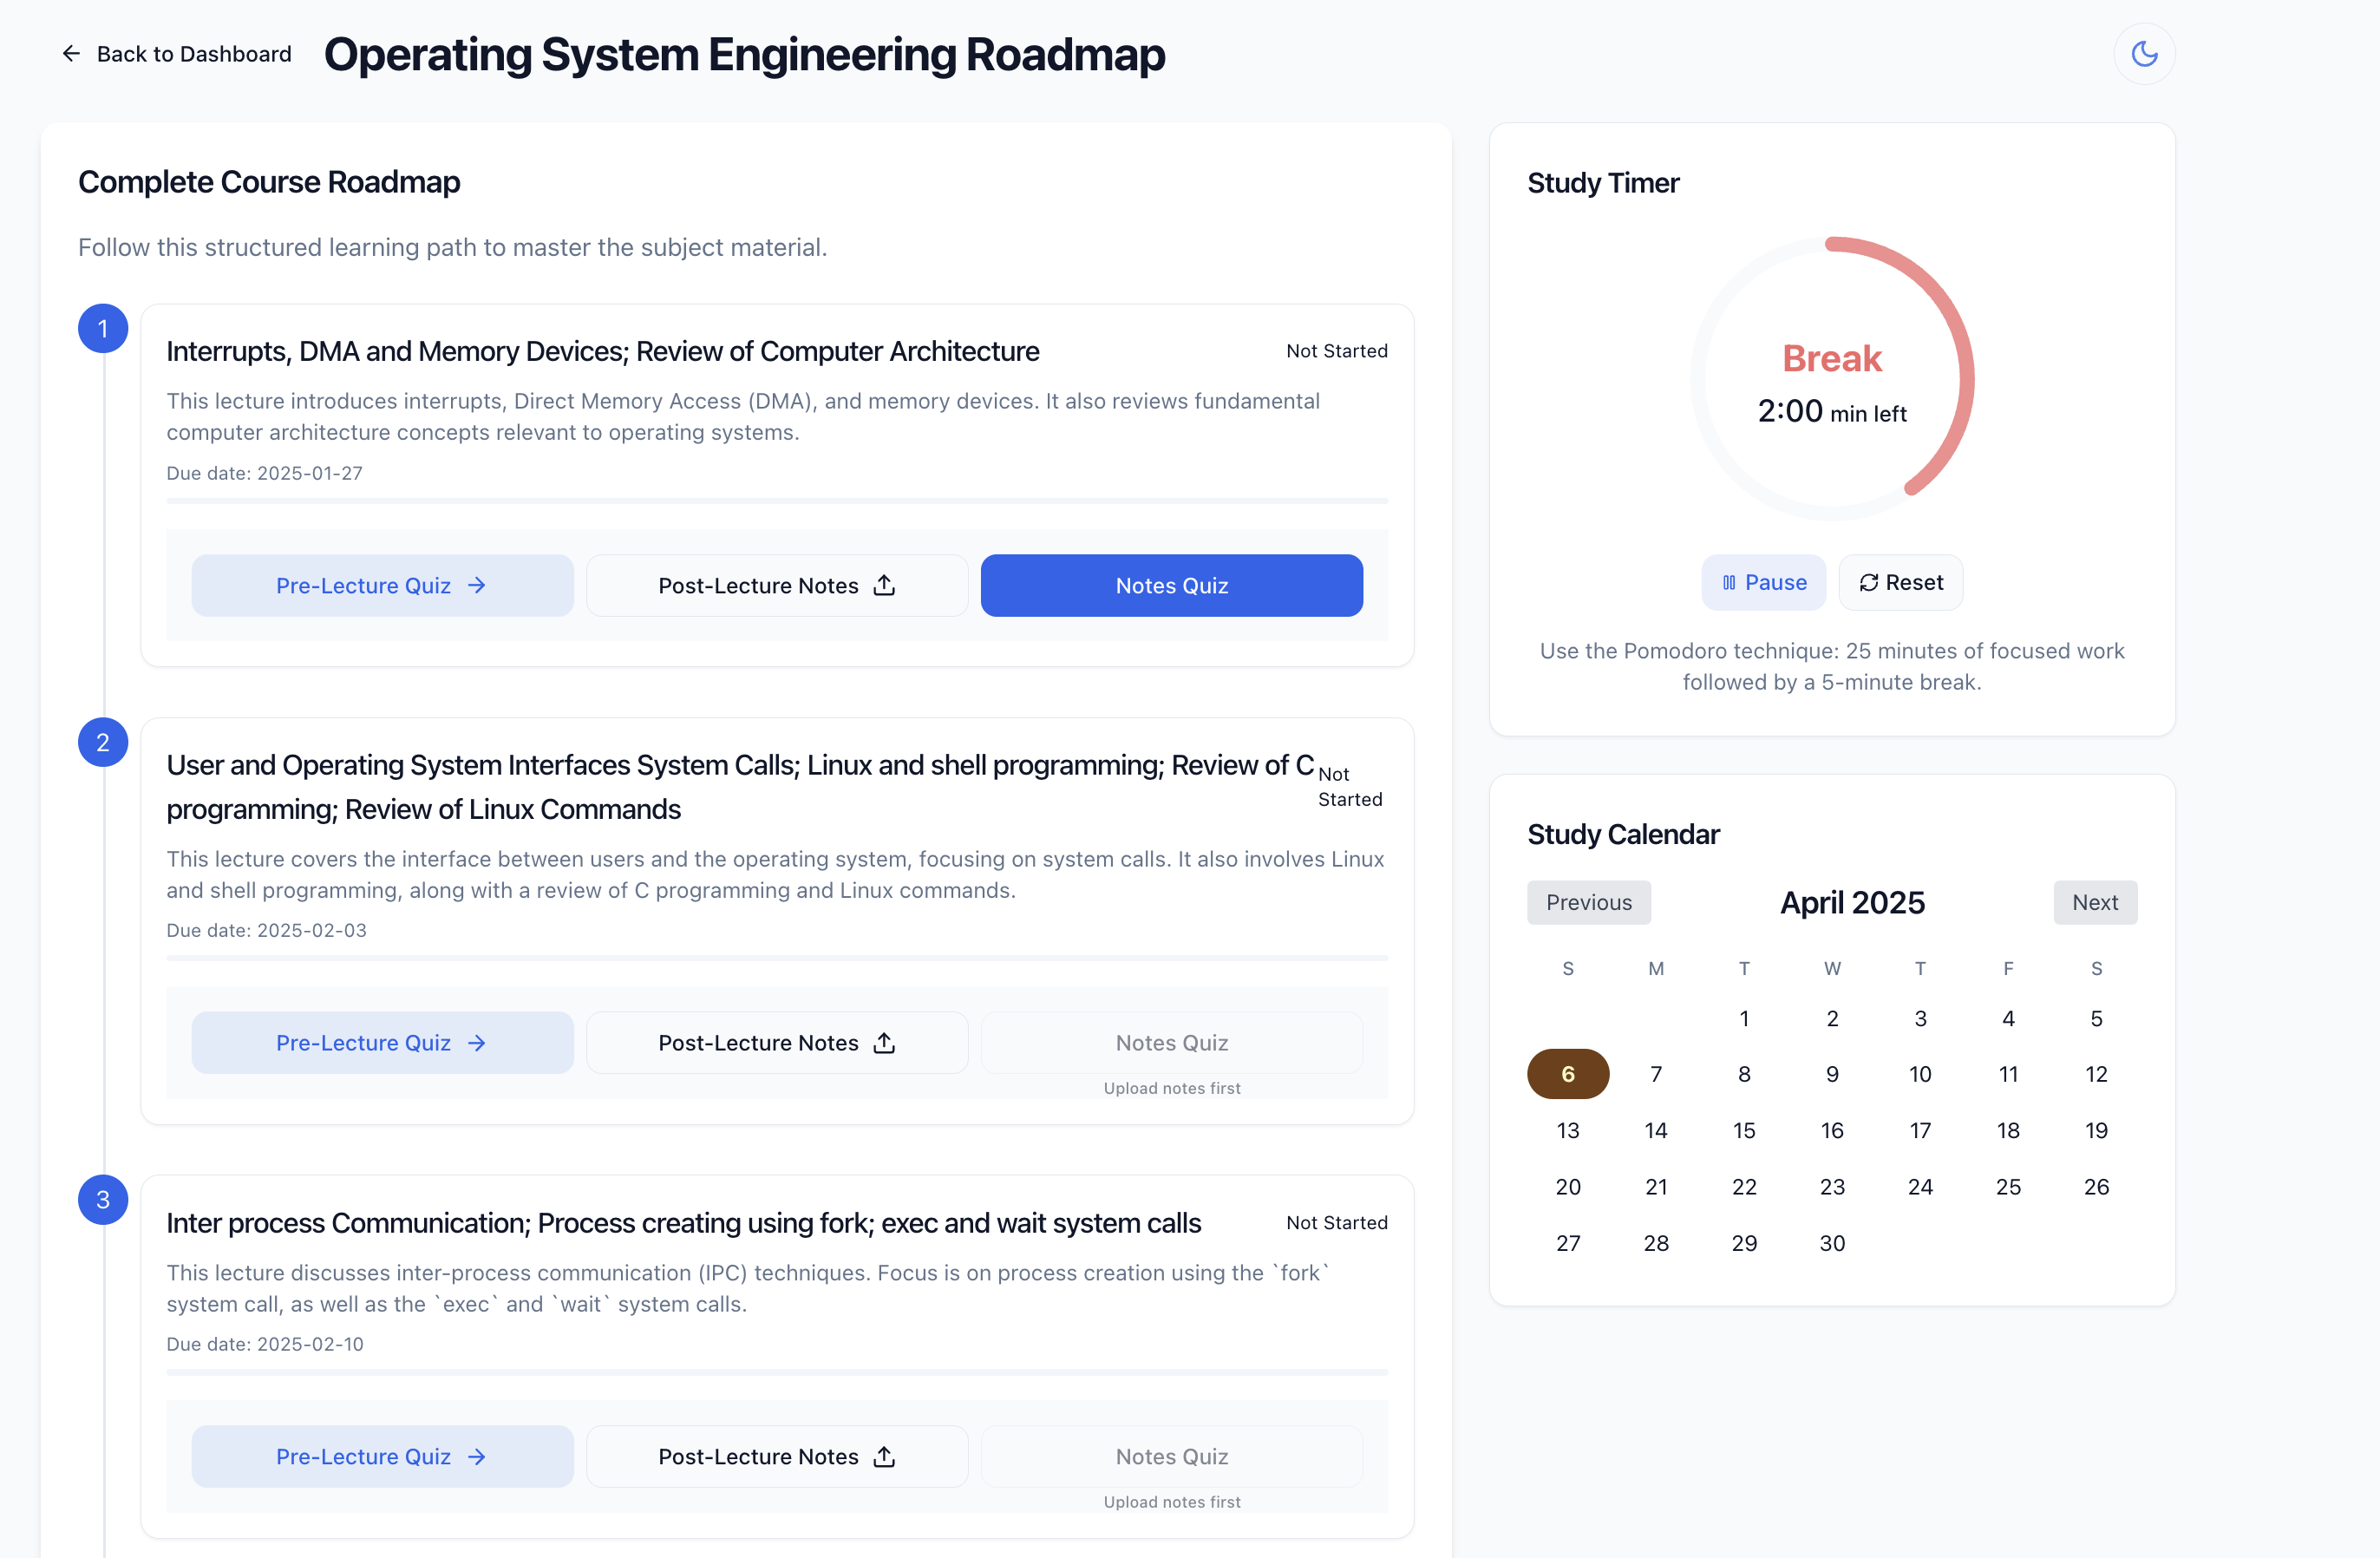 Back to Dashboard
Operating System Engineering Roadmap
Complete Course Roadmap
Follow this structured learning path to master the subject material.
1
Interrupts, DMA and Memory Devices; Review of Computer Architecture
Not Started
This lecture introduces interrupts, Direct Memory Access (DMA), and memory devices. It also reviews fundamental
computer architecture concepts relevant to operating systems.
Due date: 2025-01-27
Pre-Lecture Quiz
Post-Lecture Notes
Notes Quiz
2
User and Operating System Interfaces System Calls; Linux and shell programming; Review of C
programming; Review of Linux Commands
Not
Started
This lecture covers the interface between users and the operating system, focusing on system calls. It also involves Linux
and shell programming, along with a review of C programming and Linux commands.
Due date: 2025-02-03
Pre-Lecture Quiz
Post-Lecture Notes
Notes Quiz
Upload notes first
3
Inter process Communication; Process creating using fork; exec and wait system calls
Not Started
This lecture discusses inter-process communication (IPC) techniques. Focus is on process creation using the `fork`
system call, as well as the `exec` and `wait` system calls.
Due date: 2025-02-10
Pre-Lecture Quiz
Post-Lecture Notes
Notes Quiz
Upload notes first
Study Timer
Break
2:00 min left
Pause
Reset
Use the Pomodoro technique: 25 minutes of focused work
followed by a 5-minute break.
Study Calendar
Previous
April 2025
Next
S M T W T F S
1 2 3 4 5
6 7 8 9 10 11 12
13 14 15 16 17 18 19
20 21 22 23 24 25 26
27 28 29 30